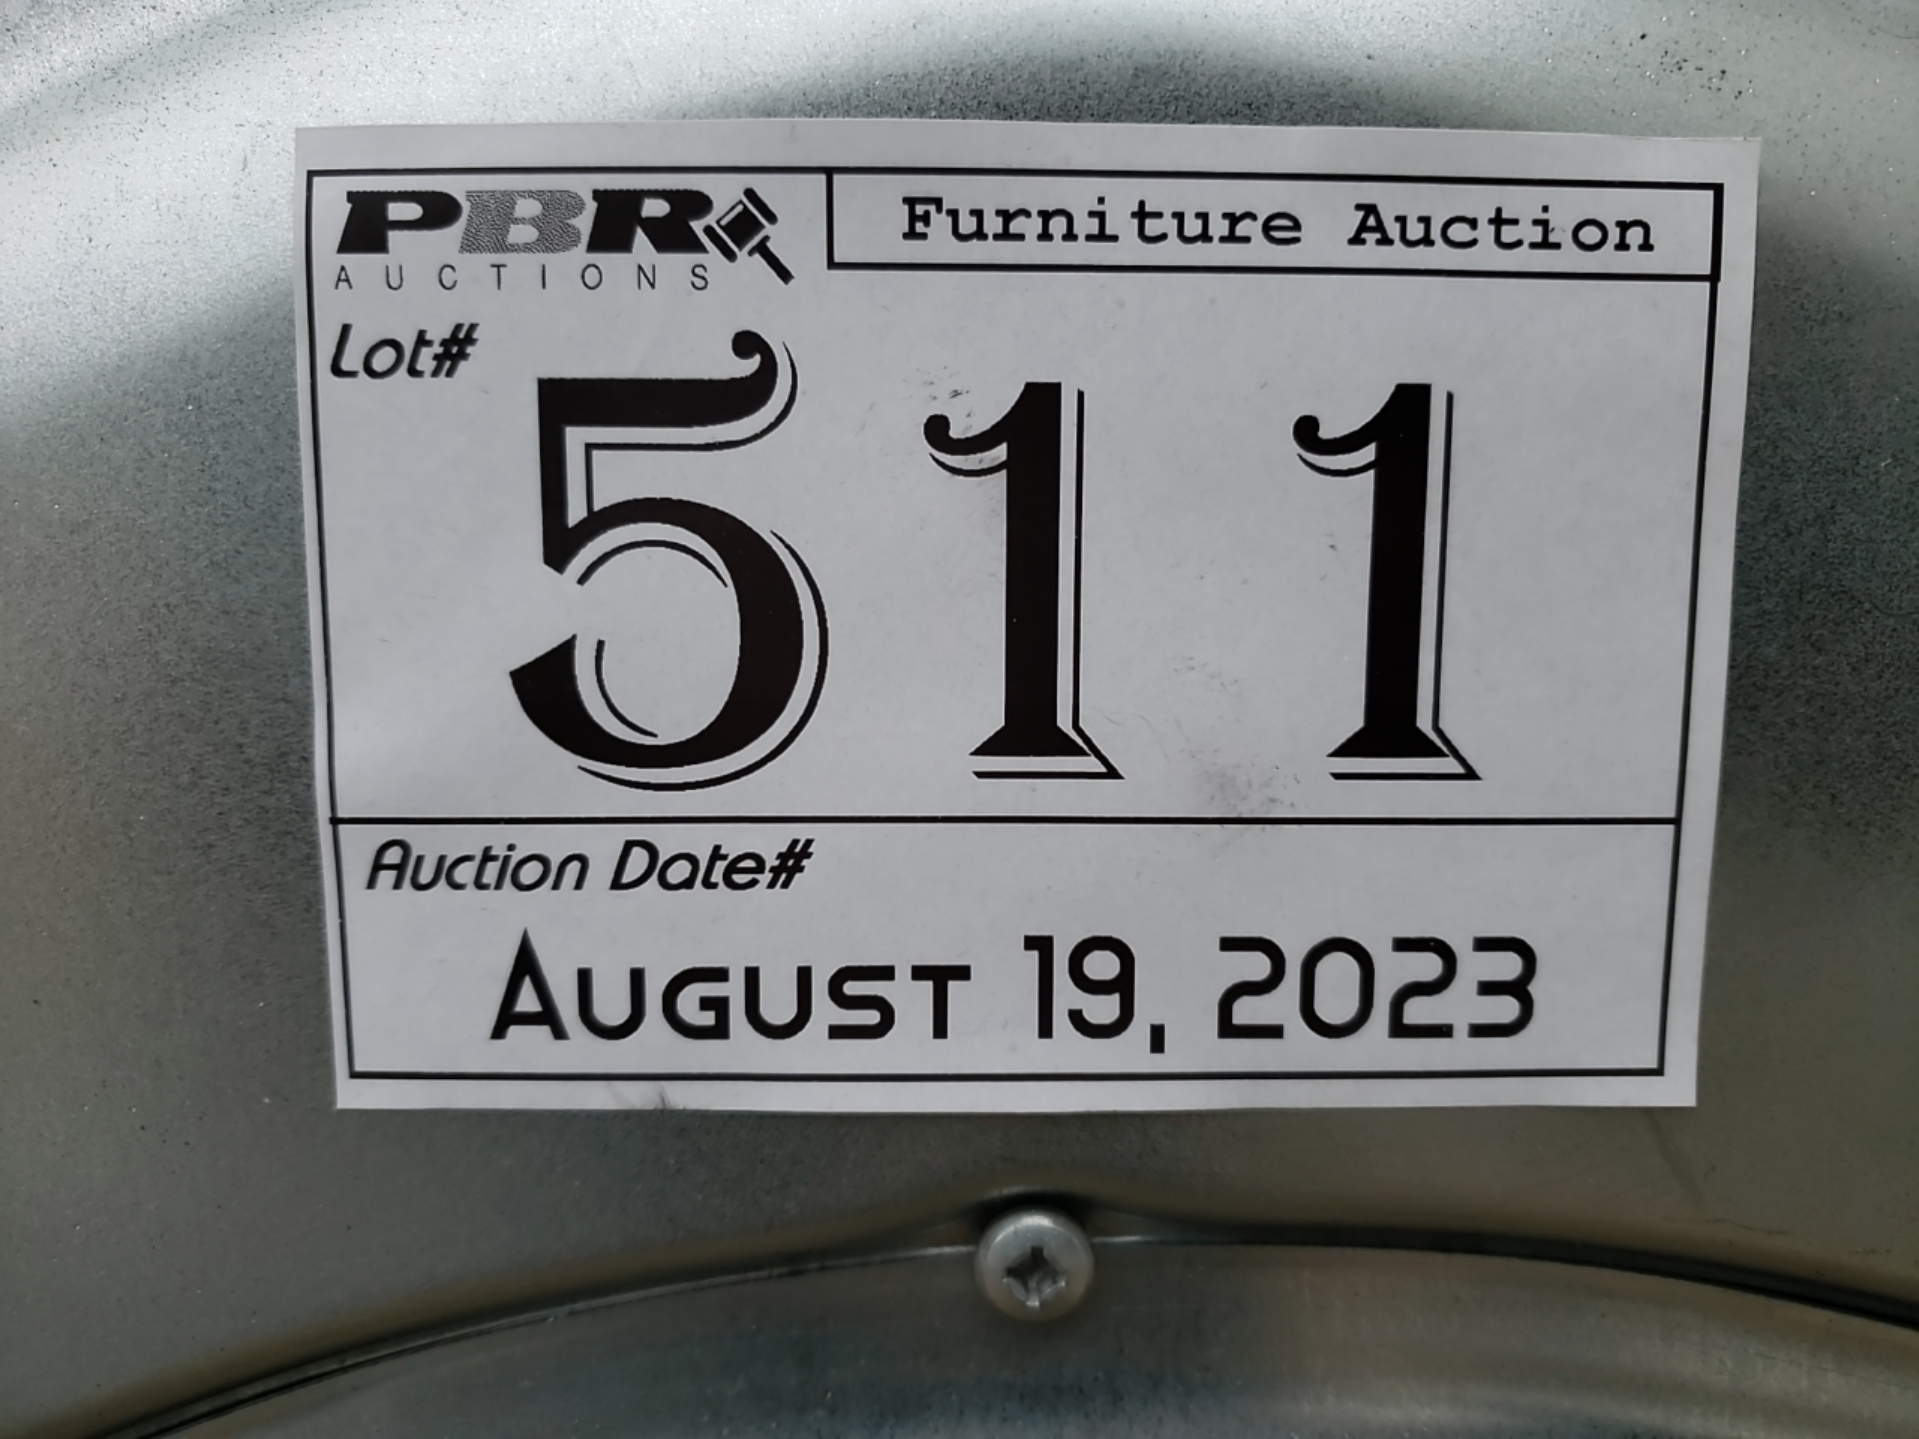 PBR
AUCTIONS
Furniture Auction
Lot#
511
Auction Date#
AUGUST 19, 2023